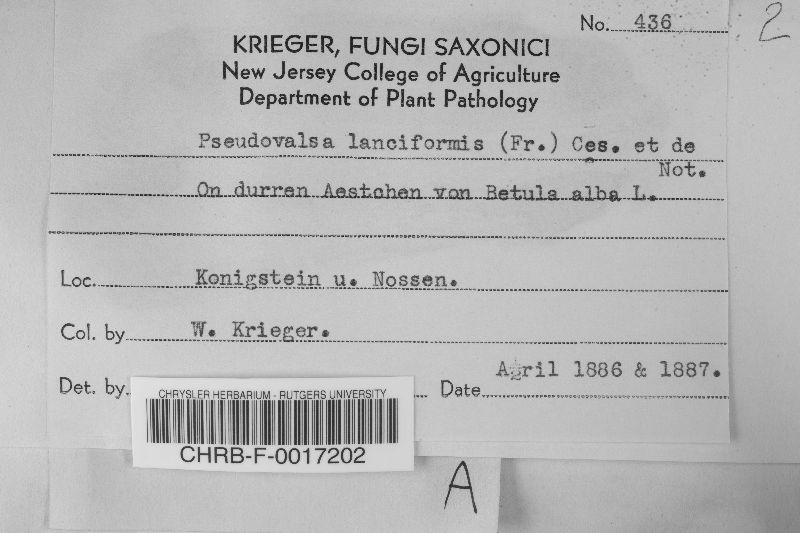 No. 436
2
KRIEGER, FUNGI SAXONICI
New Jersey College of Agriculture
Department of Plant Pathology
Pseudovalsa lanciformis (Fr.) Ces. et de
Not.
On durren Aestchen von Betula alba L.
Loc. Konigstein u. Nossen.
Col. by W. Krieger.
April 1886 & 1887.
Det. by
Date
CHRYSLER HERBARIUM - RUTGERS UNIVERSITY
CHRB-F-0017202
A